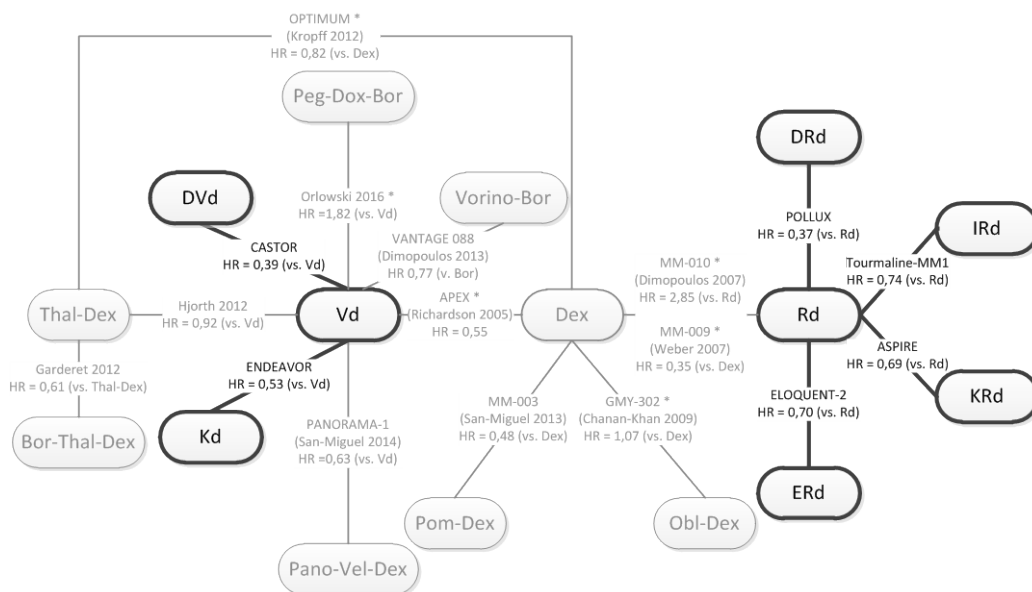 OPTIMUM *
(Kropff 2012)
HR = 0,82 (vs. Dex)
Peg-Dox-Bor
DRd
DVd
Orlowski 2016 *
HR =1,82 (vs. Vd)
Vorino-Bor
CASTOR
HR = 0,39 (vs. Vd)
VANTAGE 088
(Dimopoulos 2013)
HR 0,77 (v. Bor)
POLLUX
HR = 0,37 (vs. Rd)
IRd
MM-010 *
(Dimopoulos 2007)
HR = 2,85 (vs. Rd)
Tourmaline-MM1
HR = 0,74 (vs. Rd)
Thal-Dex
Hjorth 2012
HR = 0,92 (vs. Vd)
Vd
APEX *
(Richardson 2005)
HR = 0,55
Dex
Rd
MM-009 *
(Weber 2007)
HR = 0,35 (vs. Dex)
ASPIRE
HR = 0,69 (vs. Rd)
Garderet 2012
HR = 0,61 (vs. Thal-Dex)
ENDEAVOR
HR = 0,53 (vs. Vd)
ELOQUENT-2
HR = 0,70 (vs. Rd)
KRd
MM-003
(San-Miguel 2013)
HR = 0,48 (vs. Dex)
GMY-302 *
(Chanan-Khan 2009)
HR = 1,07 (vs. Dex)
Bor-Thal-Dex
Kd
PANORAMA-1
(San-Miguel 2014)
HR =0,63 (vs. Vd)
ERd
Pom-Dex
Obl-Dex
Pano-Vel-Dex